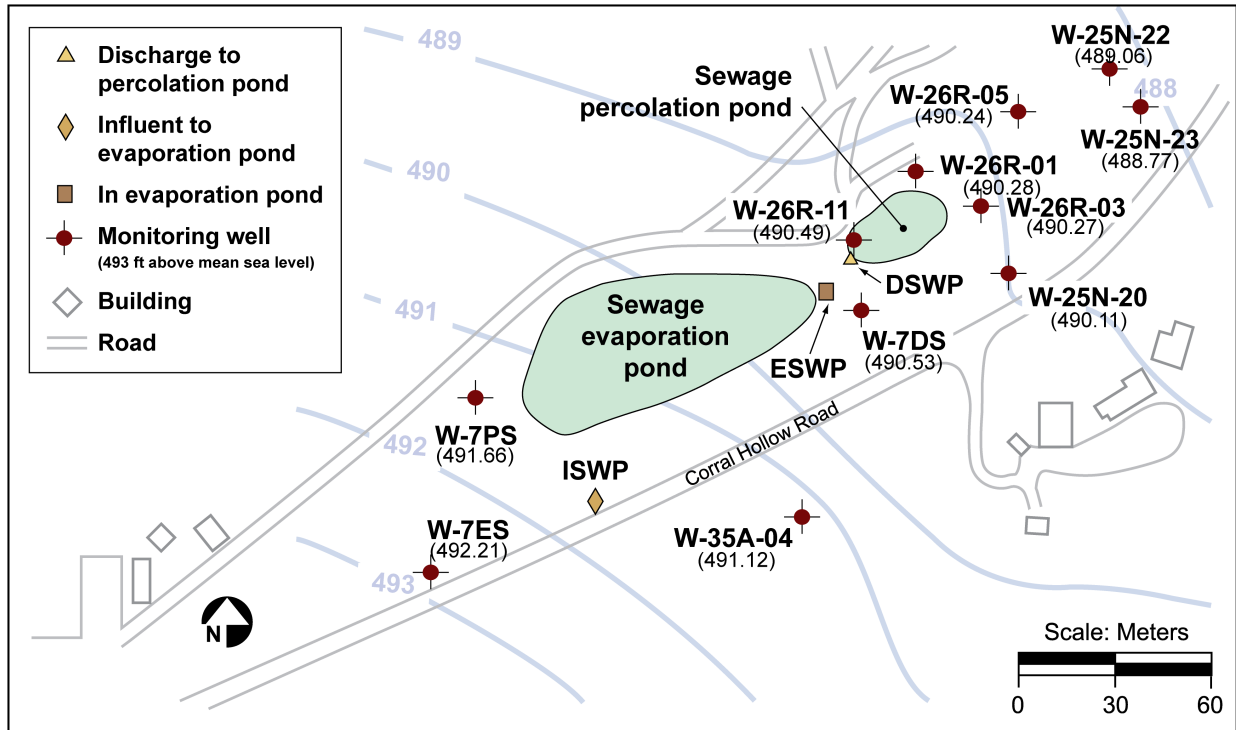 Discharge to
percolation pond
Influent to
evaporation pond
In evaporation pond
Monitoring well
(493 ft above mean sea level)
Building
Road
489
490
491
492
493
488
Sewage
percolation pond
W-25N-22
(489.06)
W-26R-05
(490.24)
W-25N-23
(488.77)
W-26R-01
(490.28)
W-26R-03
(490.27)
W-26R-11
(490.49)
DSWP
W-25N-20
(490.11)
Sewage
evaporation
pond
ESWP
W-7DS
(490.53)
W-7PS
(491.66)
ISWP
Corral Hollow Road
W-7ES
(492.21)
W-35A-04
(491.12)
N
Scale: Meters
0 30 60